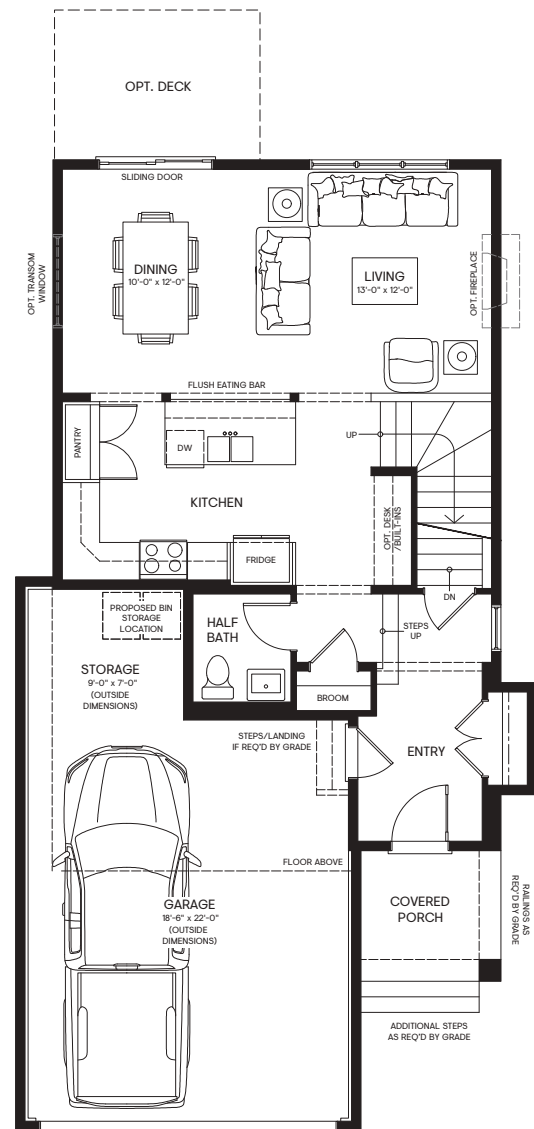 OPT. DECK
SLIDING DOOR
OPT. TRANSOM
WINDOW
DINING
10'-0" x 12'-0"
LIVING
13'-0" x 12'-0"
OPT. FIREPLACE
FLUSH EATING BAR
PANTRY
DW
UP
KITCHEN
OPT. DESK
/BUILT-INS
FRIDGE
DN
PROPOSED BIN
STORAGE
LOCATION
HALF
BATH
STEPS
UP
STORAGE
9'-0" x 7'-0"
(OUTSIDE
DIMENSIONS)
BROOM
STEPS/LANDING
IF REQ'D BY GRADE
ENTRY
FLOOR ABOVE
GARAGE
18'-6" x 22'-0"
(OUTSIDE
DIMENSIONS)
COVERED
PORCH
RAILINGS AS
REQ'D BY GRADE
ADDITIONAL STEPS
AS REQ'D BY GRADE